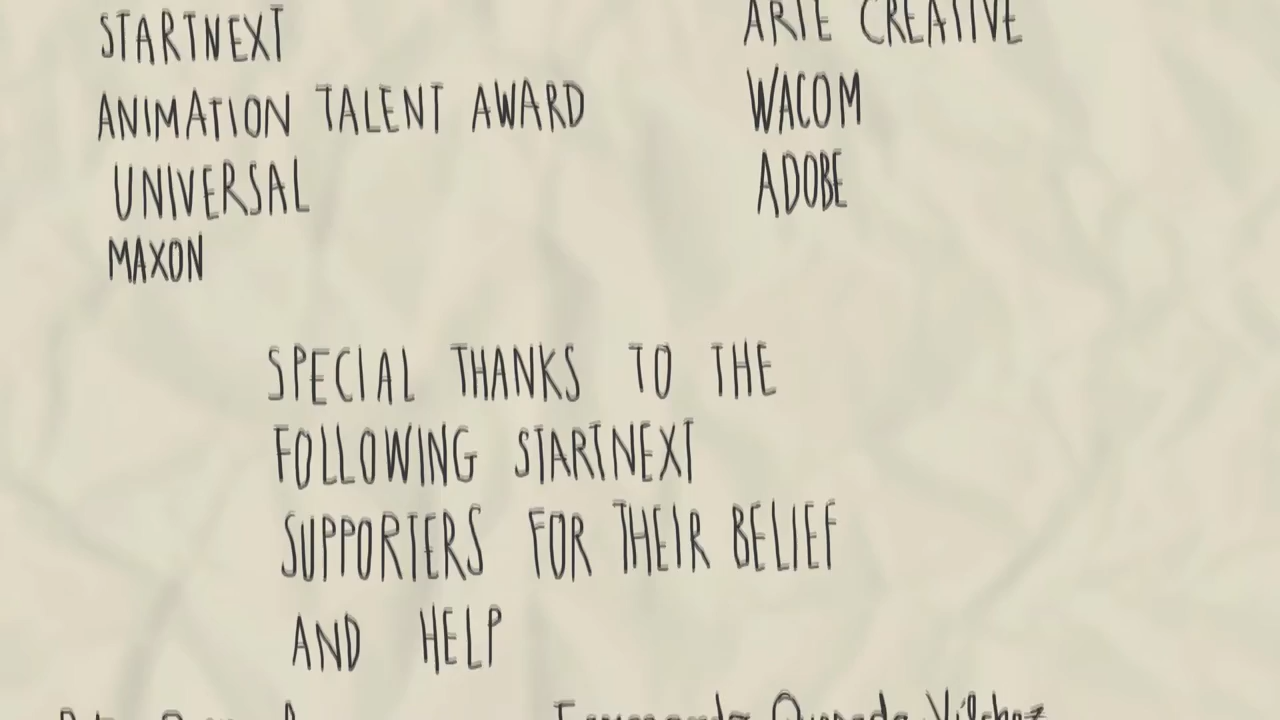 STARTNEXT
ARTE CREATIVE
ANIMATION TALENT AWARD
WACOM
UNIVERSAL
ADOBE
MAXON
SPECIAL THANKS TO THE
FOLLOWING STARTNEXT
SUPPORTERS FOR THEIR BELIEF
AND HELP